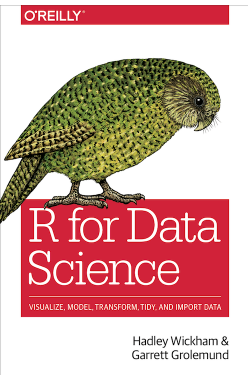 O'REILLY®
R for Data
Science
VISUALIZE, MODEL, TRANSFORM, TIDY, AND IMPORT DATA
Hadley Wickham &
Garrett Grolemund